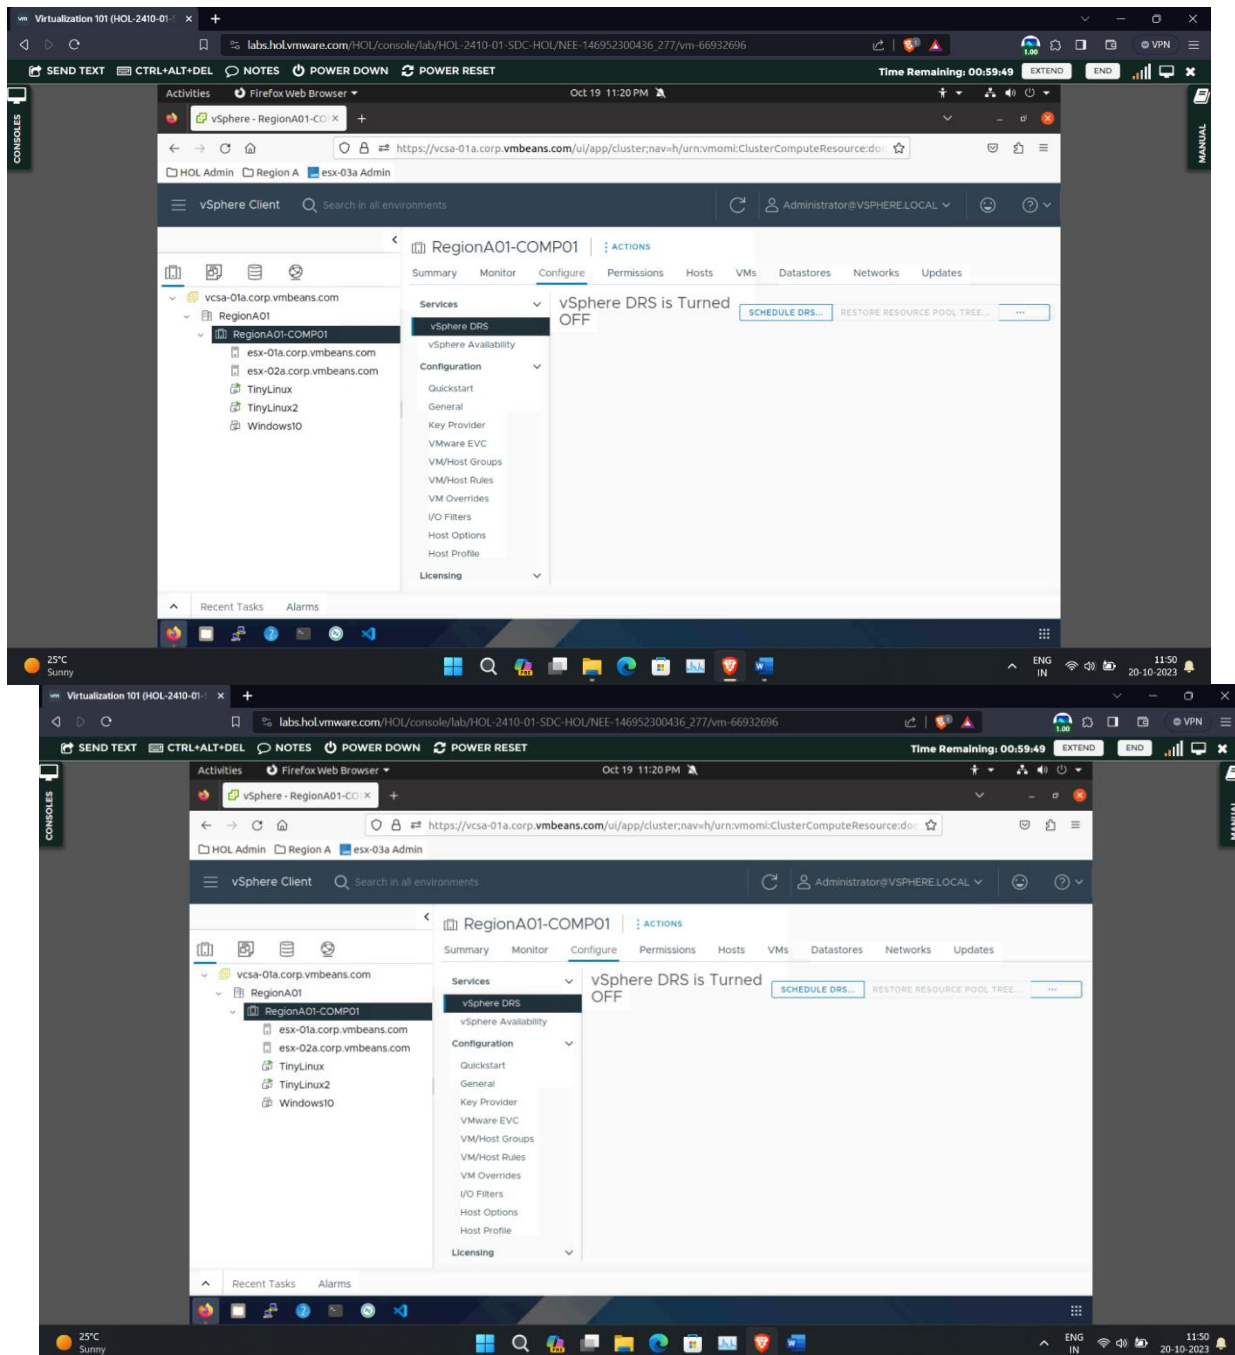 vm Virtualization 101 (HOL-2410-01-S × +
labs.hol.vmware.com/HOL/console/lab/HOL-2410-01-SDC-HOL/NEE-146952300436_277/vm-66932696 1.00 VPN
SEND TEXT CTRL+ALT+DEL NOTES POWER DOWN POWER RESET Time Remaining: 00:59:49 EXTEND END
CONSOLES
MANUAL
Activities Firefox Web Browser Oct 19 11:20 PM
vSphere - RegionA01-CO × +
https://vcsa-01a.corp.vmbeans.com/ui/app/cluster;nav=h/urn:vmomi:ClusterComputeResource:dom
HOL Admin Region A esx-03a Admin
vSphere Client Search in all environments Administrator@VSPHERE.LOCAL
RegionA01-COMP01 ACTIONS
Summary Monitor Configure Permissions Hosts VMs Datastores Networks Updates
vcsa-01a.corp.vmbeans.com
RegionA01
RegionA01-COMP01
esx-01a.corp.vmbeans.com
esx-02a.corp.vmbeans.com
TinyLinux
TinyLinux2
Windows10
Services
vSphere DRS
vSphere Availability
Configuration
Quickstart
General
Key Provider
VMware EVC
VM/Host Groups
VM/Host Rules
VM Overrides
I/O Filters
Host Options
Host Profile
Licensing
vSphere DRS is Turned
OFF
SCHEDULE DRS... RESTORE RESOURCE POOL TREE... ...
Recent Tasks Alarms
25°C
Sunny
ENG
IN
11:50
20-10-2023
vm Virtualization 101 (HOL-2410-01-S × +
labs.hol.vmware.com/HOL/console/lab/HOL-2410-01-SDC-HOL/NEE-146952300436_277/vm-66932696 1.00 VPN
SEND TEXT CTRL+ALT+DEL NOTES POWER DOWN POWER RESET Time Remaining: 00:59:49 EXTEND END
CONSOLES
MANUAL
Activities Firefox Web Browser Oct 19 11:20 PM
vSphere - RegionA01-CO × +
https://vcsa-01a.corp.vmbeans.com/ui/app/cluster;nav=h/urn:vmomi:ClusterComputeResource:dom
HOL Admin Region A esx-03a Admin
vSphere Client Search in all environments Administrator@VSPHERE.LOCAL
RegionA01-COMP01 ACTIONS
Summary Monitor Configure Permissions Hosts VMs Datastores Networks Updates
vcsa-01a.corp.vmbeans.com
RegionA01
RegionA01-COMP01
esx-01a.corp.vmbeans.com
esx-02a.corp.vmbeans.com
TinyLinux
TinyLinux2
Windows10
Services
vSphere DRS
vSphere Availability
Configuration
Quickstart
General
Key Provider
VMware EVC
VM/Host Groups
VM/Host Rules
VM Overrides
I/O Filters
Host Options
Host Profile
Licensing
vSphere DRS is Turned
OFF
SCHEDULE DRS... RESTORE RESOURCE POOL TREE... ...
Recent Tasks Alarms
25°C
Sunny
ENG
IN
11:50
20-10-2023